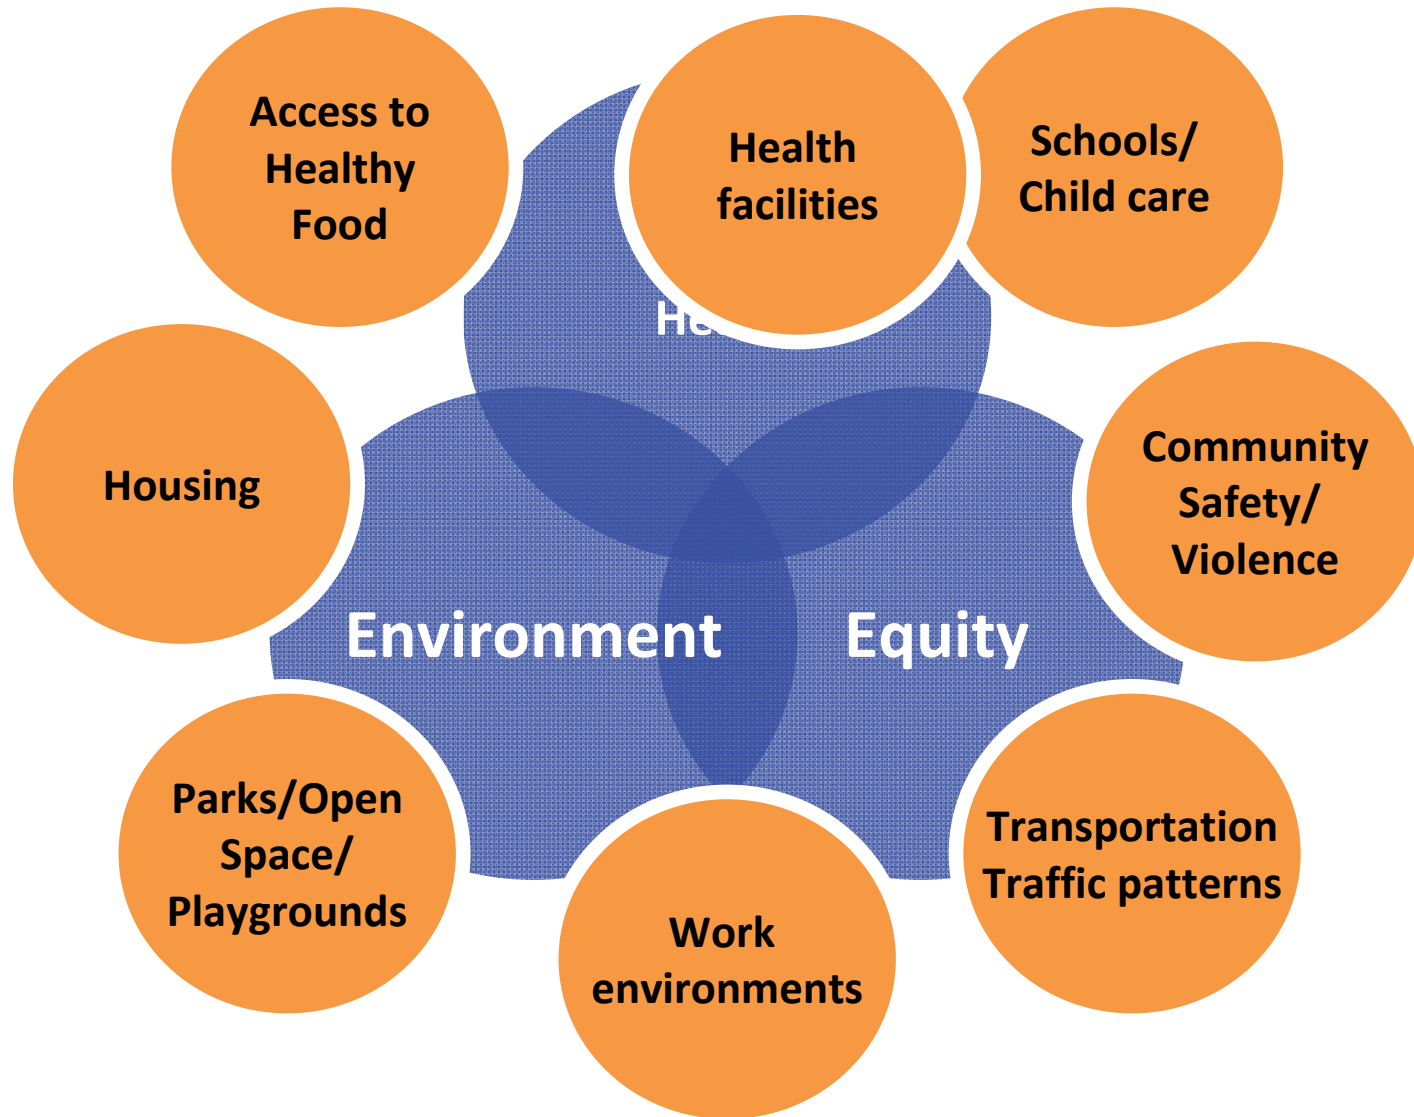 Access to
Healthy
Food
Health
facilities
Schools/
Child care
Housing
Community
Safety/
Violence
Environment
Equity
Parks/Open
Space/
Playgrounds
Transportation
Traffic patterns
Work
environments